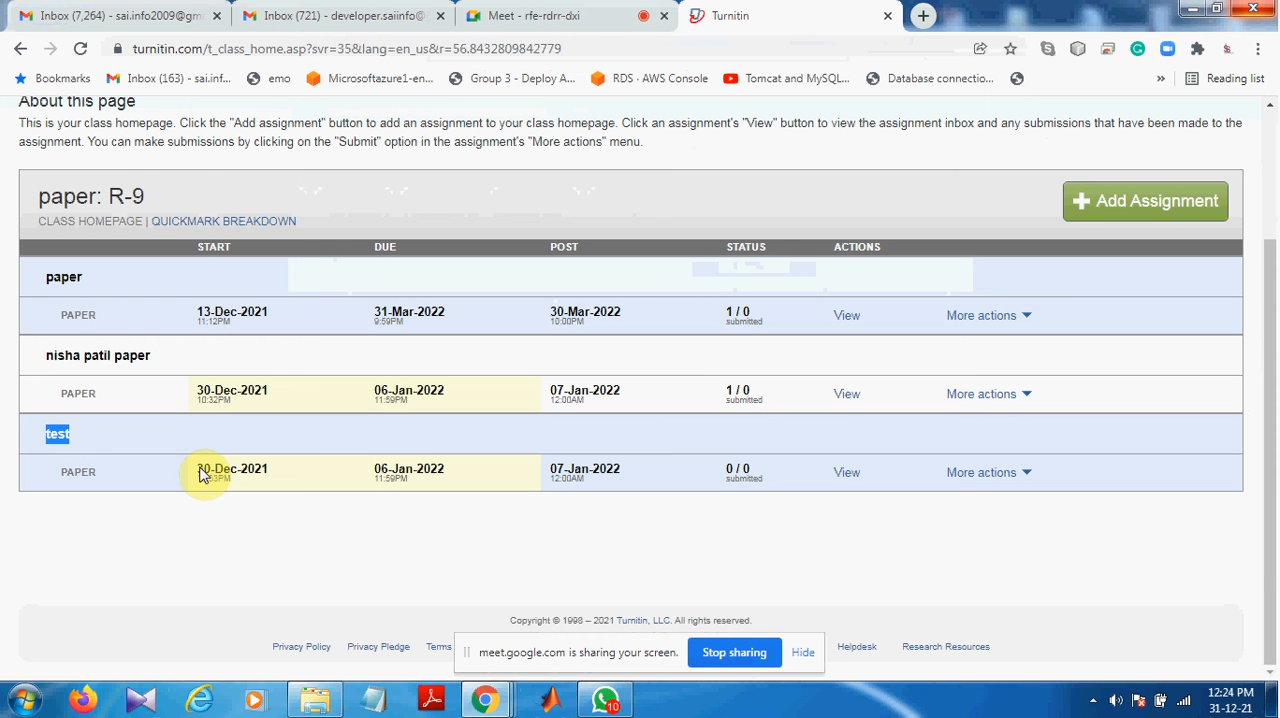 Inbox (7,264) - sai.info2009@gm
Inbox (721) - developer.saiinfo@
Meet - rfe-rdrr-dxi
Turnitin
turnitin.com/t_class_home.asp?svr=35&lang=en_us&r=56.8432809842779
Bookmarks
Inbox (163) - sai.inf...
emo
Microsoftazure1-en...
Group 3 - Deploy A...
RDS · AWS Console
Tomcat and MySQL...
Database connectio...
Reading list
About this page
This is your class homepage. Click the "Add assignment" button to add an assignment to your class homepage. Click an assignment's "View" button to view the assignment inbox and any submissions that have been made to the
assignment. You can make submissions by clicking on the "Submit" option in the assignment's "More actions" menu.
paper: R-9
Add Assignment
CLASS HOMEPAGE | QUICKMARK BREAKDOWN
START DUE POST STATUS ACTIONS
paper
PAPER 13-Dec-2021 31-Mar-2022 30-Mar-2022 1 / 0 View More actions
11:12PM 9:59PM 10:00PM submitted
nisha patil paper
PAPER 30-Dec-2021 06-Jan-2022 07-Jan-2022 1 / 0 View More actions
10:32PM 11:59PM 12:00AM submitted
test
PAPER 30-Dec-2021 06-Jan-2022 07-Jan-2022 0 / 0 View More actions
11:59PM 12:00AM submitted
Copyright © 1998 – 2021 Turnitin, LLC. All rights reserved.
Privacy Policy Privacy Pledge Terms
meet.google.com is sharing your screen. Stop sharing Hide
Helpdesk Research Resources
10
12:24 PM
31-12-21